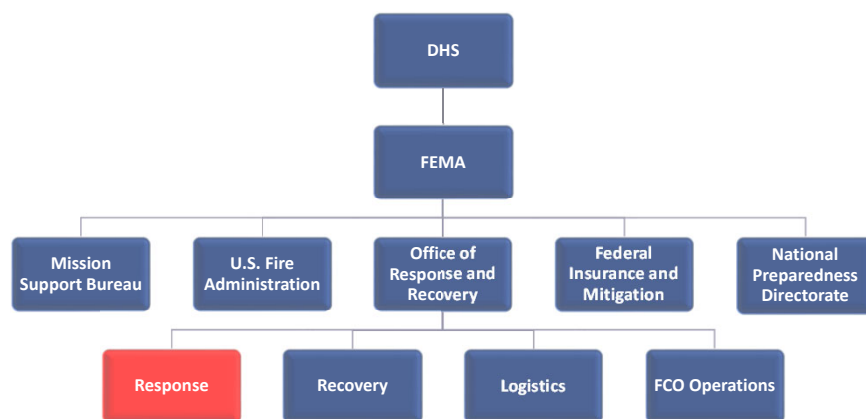 DHS
FEMA
Mission
Support Bureau
U.S. Fire
Administration
Office of
Response and
Recovery
Federal
Insurance and
Mitigation
National
Preparedness
Directorate
Response
Recovery
Logistics
FCO Operations